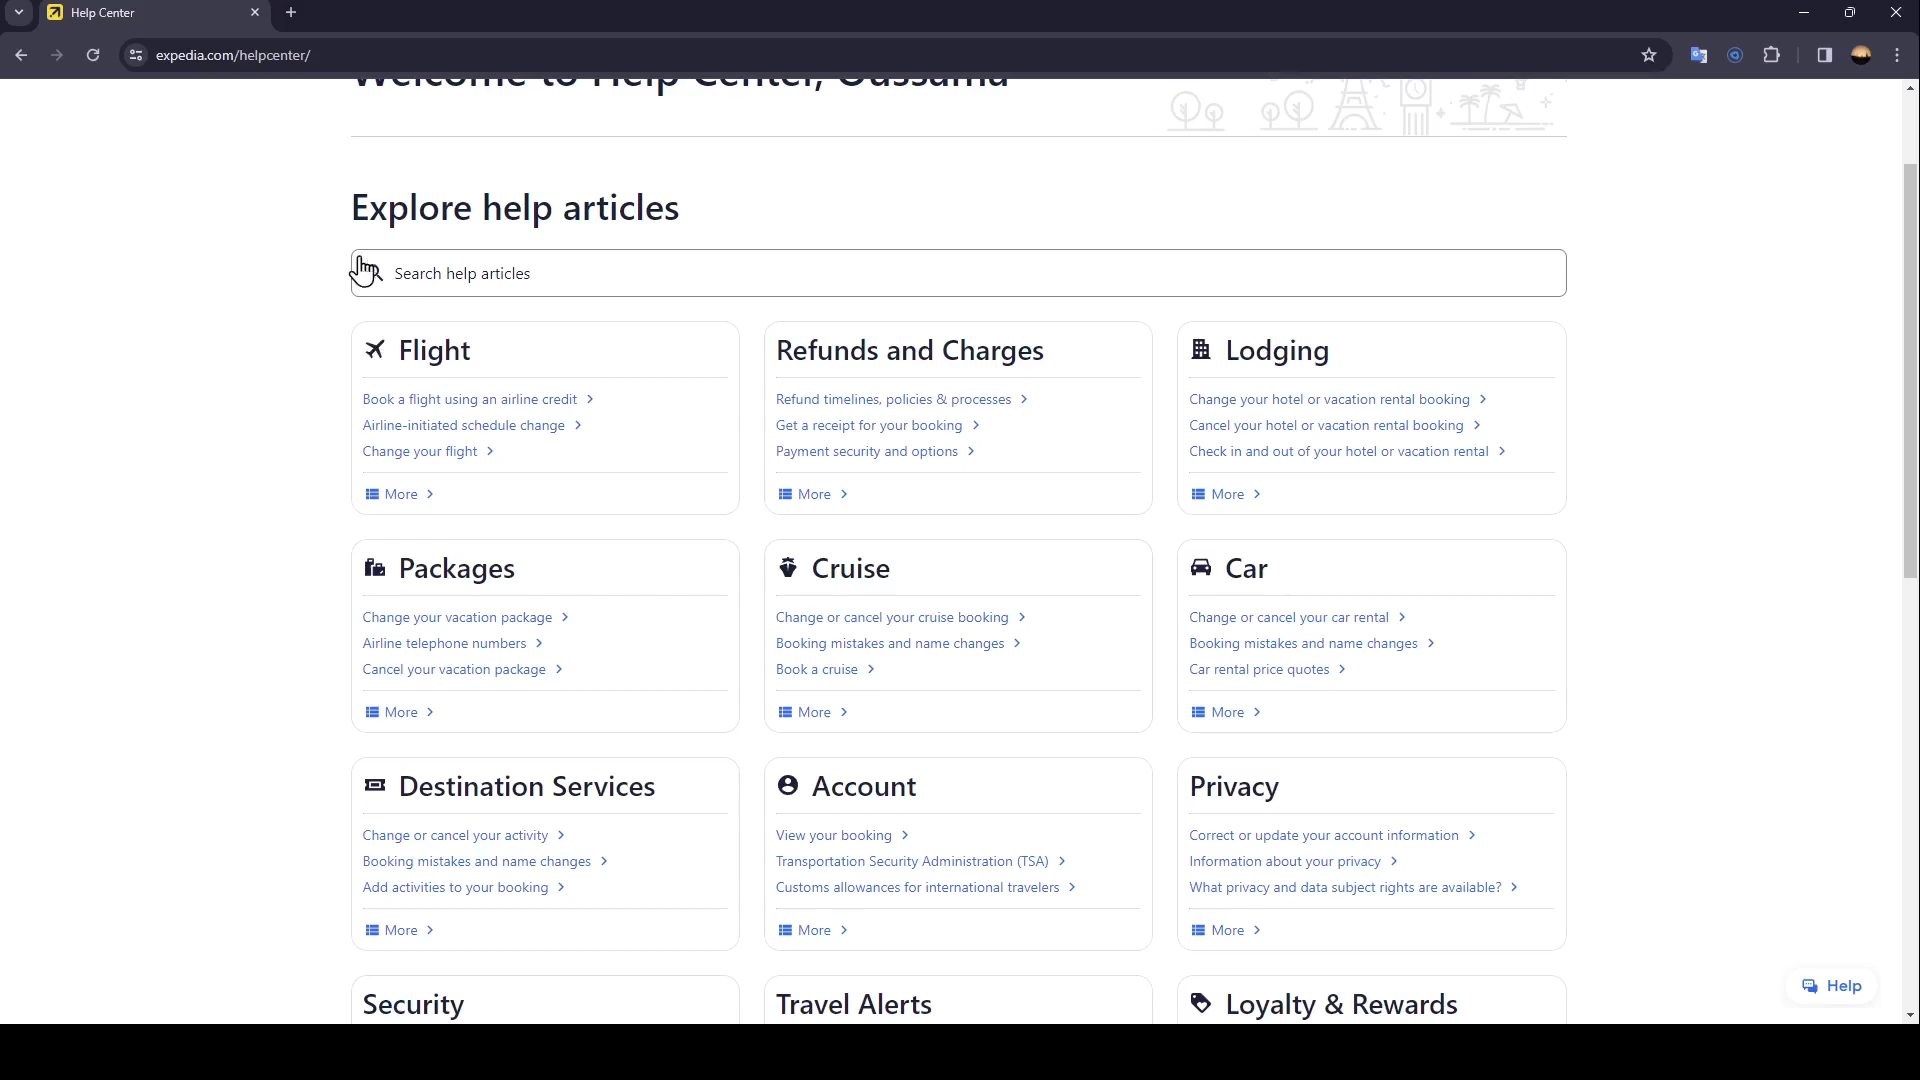 Help Center
expedia.com/helpcenter/
Welcome to Help Center, Oussama
Explore help articles
Search help articles
Flight
Book a flight using an airline credit
Airline-initiated schedule change
Change your flight
More
Refunds and Charges
Refund timelines, policies & processes
Get a receipt for your booking
Payment security and options
More
Lodging
Change your hotel or vacation rental booking
Cancel your hotel or vacation rental booking
Check in and out of your hotel or vacation rental
More
Packages
Change your vacation package
Airline telephone numbers
Cancel your vacation package
More
Cruise
Change or cancel your cruise booking
Booking mistakes and name changes
Book a cruise
More
Car
Change or cancel your car rental
Booking mistakes and name changes
Car rental price quotes
More
Destination Services
Change or cancel your activity
Booking mistakes and name changes
Add activities to your booking
More
Account
View your booking
Transportation Security Administration (TSA)
Customs allowances for international travelers
More
Privacy
Correct or update your account information
Information about your privacy
What privacy and data subject rights are available?
More
Security
Travel Alerts
Loyalty & Rewards
Help